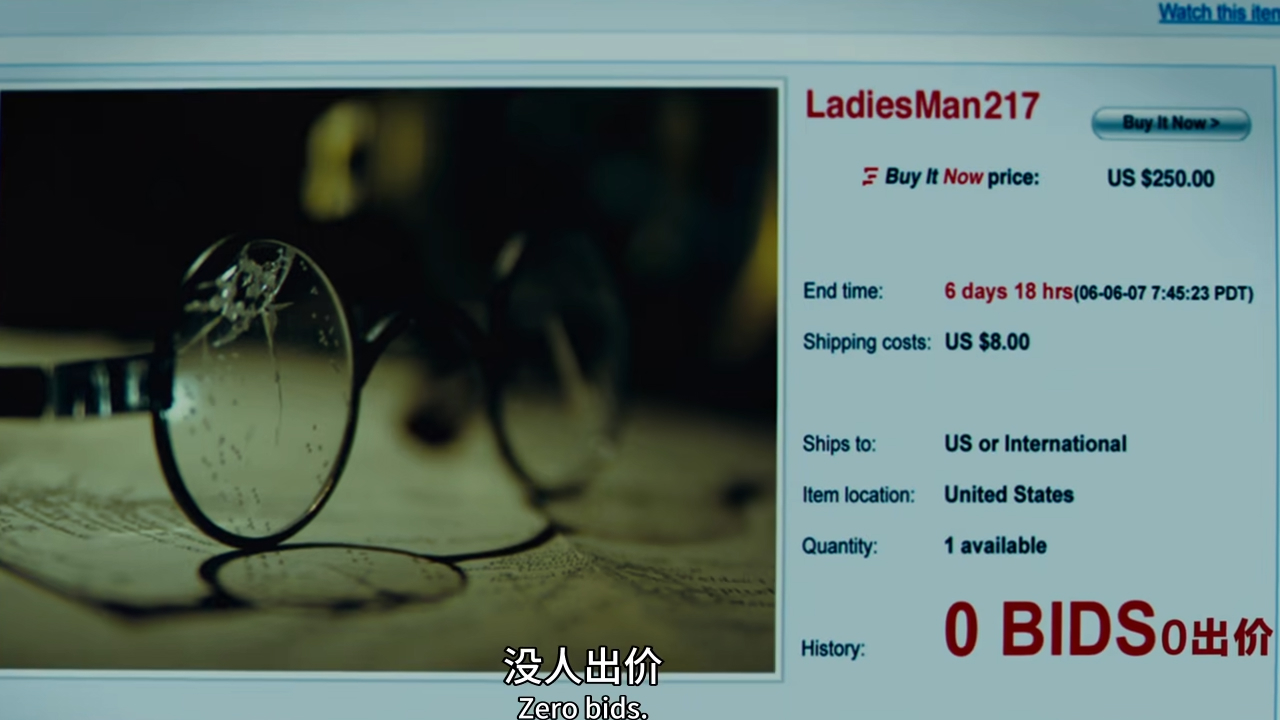 Watch this item
LadiesMan217
Buy It Now >
Buy It Now price: US $250.00
End time: 6 days 18 hrs(06-06-07 7:45:23 PDT)
Shipping costs: US $8.00
Ships to: US or International
Item location: United States
Quantity: 1 available
History: 0 BIDS 0出价
没人出价
Zero bids.